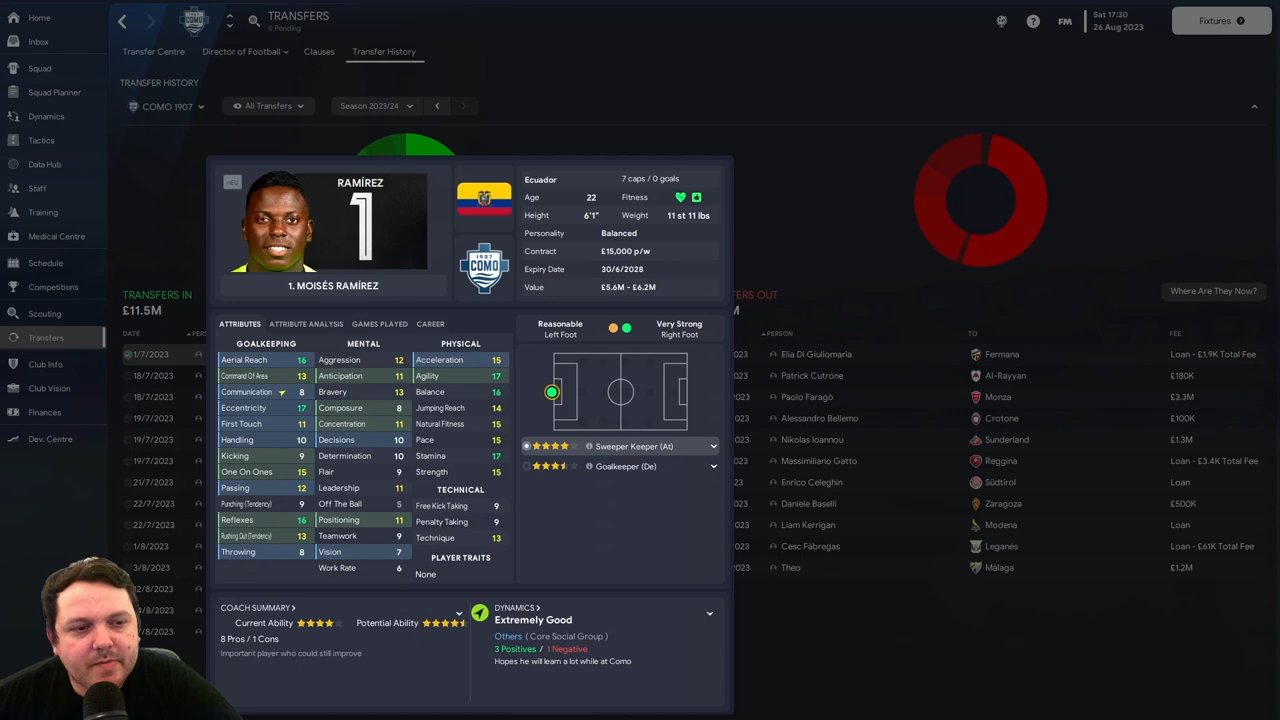 Home
Inbox
Squad
Squad Planner
Dynamics
Tactics
Data Hub
Staff
Training
Medical Centre
Schedule
Competitions
Scouting
Transfers
Club Info
Club Vision
Finances
Dev. Centre
TRANSFERS
0 Pending
FM
Sat 17:30
26 Aug 2023
Fixtures
Transfer Centre
Director of Football
Clauses
Transfer History
TRANSFER HISTORY
COMO 1907
All Transfers
Season 2023/24
TRANSFERS IN
£11.5M
DATE
1/7/2023
18/7/2023
18/7/2023
19/7/2023
19/7/2023
19/7/2023
21/7/2023
22/7/2023
22/7/2023
1/8/2023
3/8/2023
RAMÍREZ
1
1. MOISÉS RAMÍREZ
1907
COMO
Ecuador 7 caps / 0 goals
Age 22 Fitness
Height 6'1" Weight 11 st 11 lbs
Personality Balanced
Contract £15,000 p/w
Expiry Date 30/6/2028
Value £5.6M - £6.2M
ATTRIBUTES ATTRIBUTE ANALYSIS GAMES PLAYED CAREER
GOALKEEPING
Aerial Reach 16
Command Of Area 13
Communication 8
Eccentricity 17
First Touch 11
Handling 10
Kicking 9
One On Ones 15
Passing 12
Punching (Tendency) 9
Reflexes 16
Rushing Out (Tendency) 13
Throwing 8
MENTAL
Aggression 12
Anticipation 11
Bravery 13
Composure 8
Concentration 11
Decisions 10
Determination 10
Flair 9
Leadership 11
Off The Ball 5
Positioning 11
Teamwork 9
Vision 7
Work Rate 6
PHYSICAL
Acceleration 15
Agility 17
Balance 16
Jumping Reach 14
Natural Fitness 15
Pace 15
Stamina 17
Strength 15
TECHNICAL
Free Kick Taking 9
Penalty Taking 9
Technique 13
PLAYER TRAITS
None
Reasonable
Left Foot
Very Strong
Right Foot
Sweeper Keeper (At)
Goalkeeper (De)
COACH SUMMARY
Current Ability
Potential Ability
8 Pros / 1 Cons
Important player who could still improve
DYNAMICS
Extremely Good
Others (Core Social Group)
3 Positives / 1 Negative
Hopes he will learn a lot while at Como
Where Are They Now?
PERSON TO FEE
Elia Di Giuliomaria Fermana Loan - £1.9K Total Fee
Patrick Cutrone Al-Rayyan £180K
Paolo Faragò Monza £3.3M
Alessandro Bellemo Crotone £100K
Nikolas Ioannou Sunderland £1.3M
Massimiliano Gatto Reggina Loan - £3.4K Total Fee
Enrico Celeghin Südtirol Loan
Daniele Baselli Zaragoza £500K
Liam Kerrigan Modena Loan
Cesc Fàbregas Leganés Loan - £61K Total Fee
Theo Málaga £1.2M